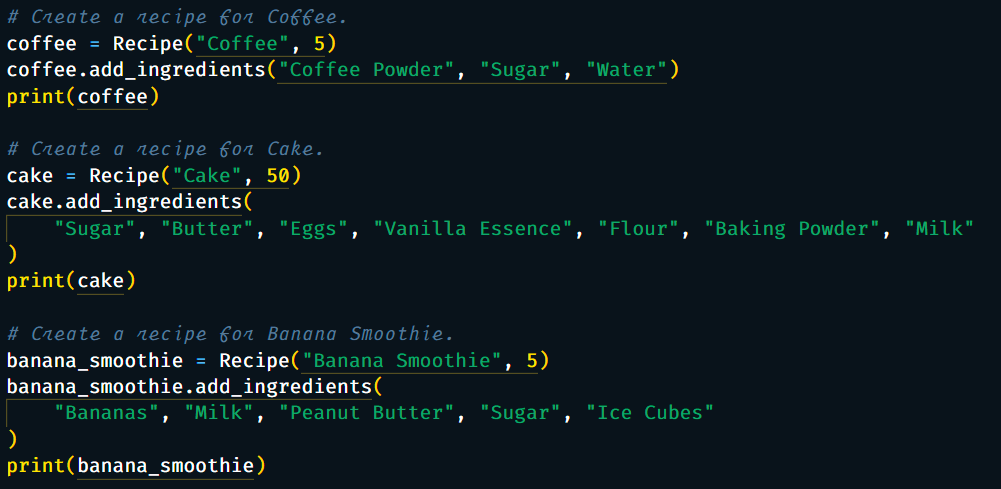 # Create a recipe for Coffee.
coffee = Recipe("Coffee", 5)
coffee.add_ingredients("Coffee Powder", "Sugar", "Water")
print(coffee)
# Create a recipe for Cake.
cake = Recipe("Cake", 50)
cake.add_ingredients(
    "Sugar", "Butter", "Eggs", "Vanilla Essence", "Flour", "Baking Powder", "Milk"
)
print(cake)
# Create a recipe for Banana Smoothie.
banana_smoothie = Recipe("Banana Smoothie", 5)
banana_smoothie.add_ingredients(
    "Bananas", "Milk", "Peanut Butter", "Sugar", "Ice Cubes"
)
print(banana_smoothie)